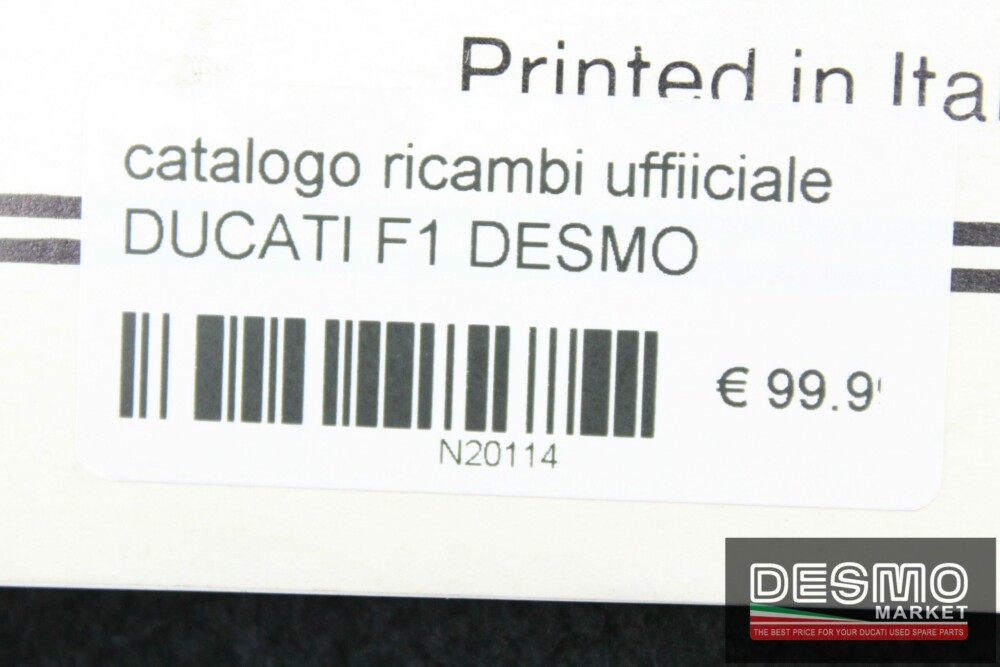 Printed in Ital
catalogo ricambi uffiiciale
DUCATI F1 DESMO
€ 99.9
N20114
DESMO
MARKET
THE BEST PRICE FOR YOUR DUCATI USED SPARE PARTS